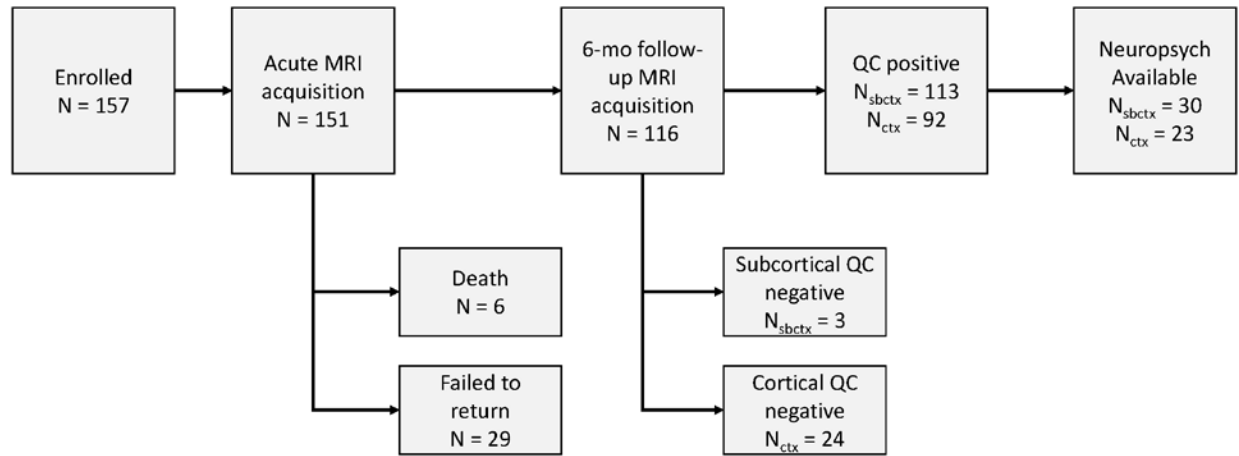 Enrolled
N = 157
Acute MRI
acquisition
N = 151
6-mo follow-
up MRI
acquisition
N = 116
QC positive
Nsbctx = 113
Nctx = 92
Neuropsych
Available
Nsbctx = 30
Nctx = 23
Death
N = 6
Subcortical QC
negative
Nsbctx = 3
Failed to
return
N = 29
Cortical QC
negative
Nctx = 24